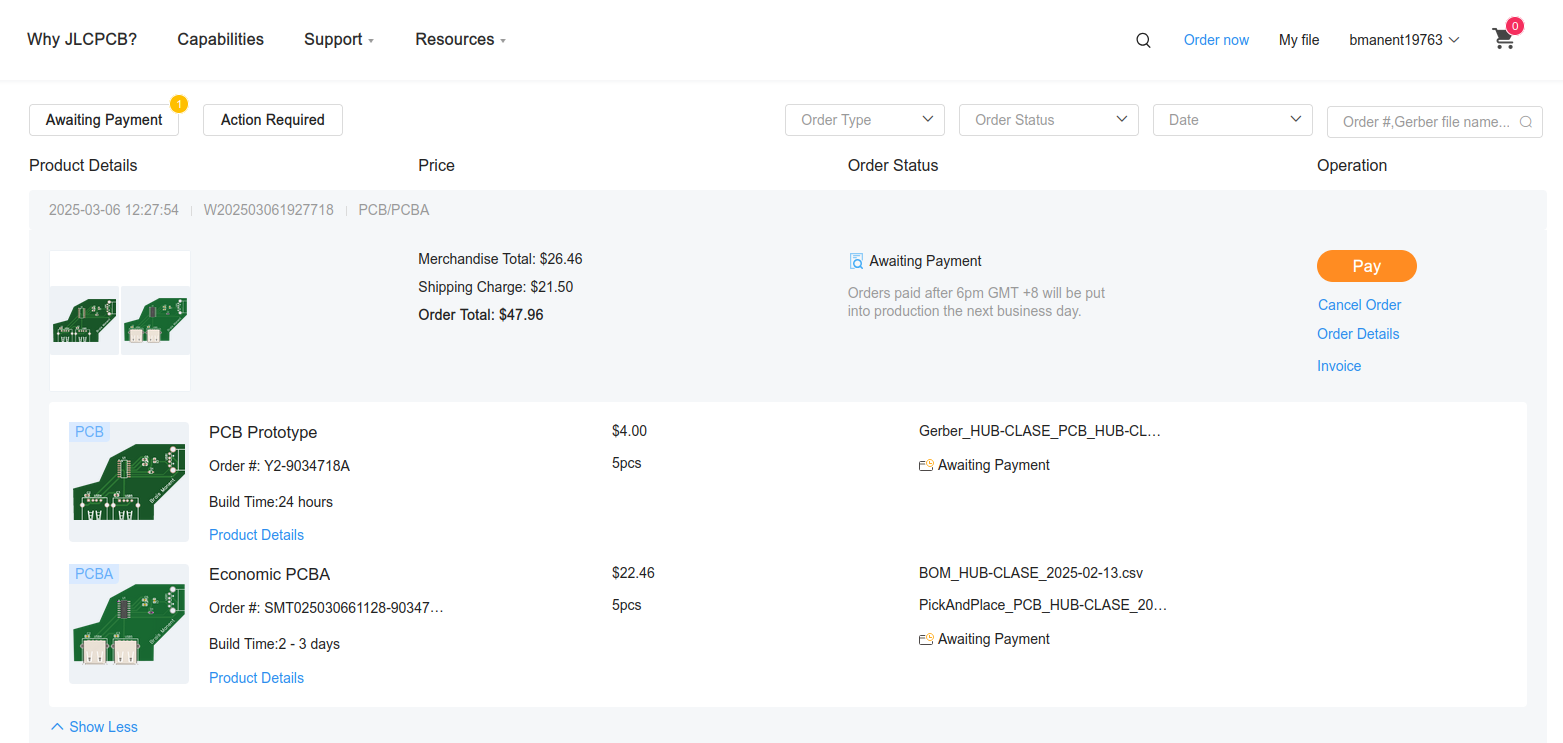 Why JLCPCB?
Capabilities
Support
Resources
Order now
My file
bmanent19763
0
Awaiting Payment
1
Action Required
Order Type
Order Status
Date
Order #,Gerber file name...
Product Details
Price
Order Status
Operation
2025-03-06 12:27:54
W202503061927718
PCB/PCBA
Merchandise Total: $26.46
Shipping Charge: $21.50
Order Total: $47.96
Awaiting Payment
Orders paid after 6pm GMT +8 will be put
into production the next business day.
Pay
Cancel Order
Order Details
Invoice
PCB
PCB Prototype
Order #: Y2-9034718A
Build Time:24 hours
Product Details
$4.00
5pcs
Gerber_HUB-CLASE_PCB_HUB-CL…
Awaiting Payment
PCBA
Economic PCBA
Order #: SMT025030661128-90347…
Build Time:2 - 3 days
Product Details
$22.46
5pcs
BOM_HUB-CLASE_2025-02-13.csv
PickAndPlace_PCB_HUB-CLASE_20…
Awaiting Payment
Show Less